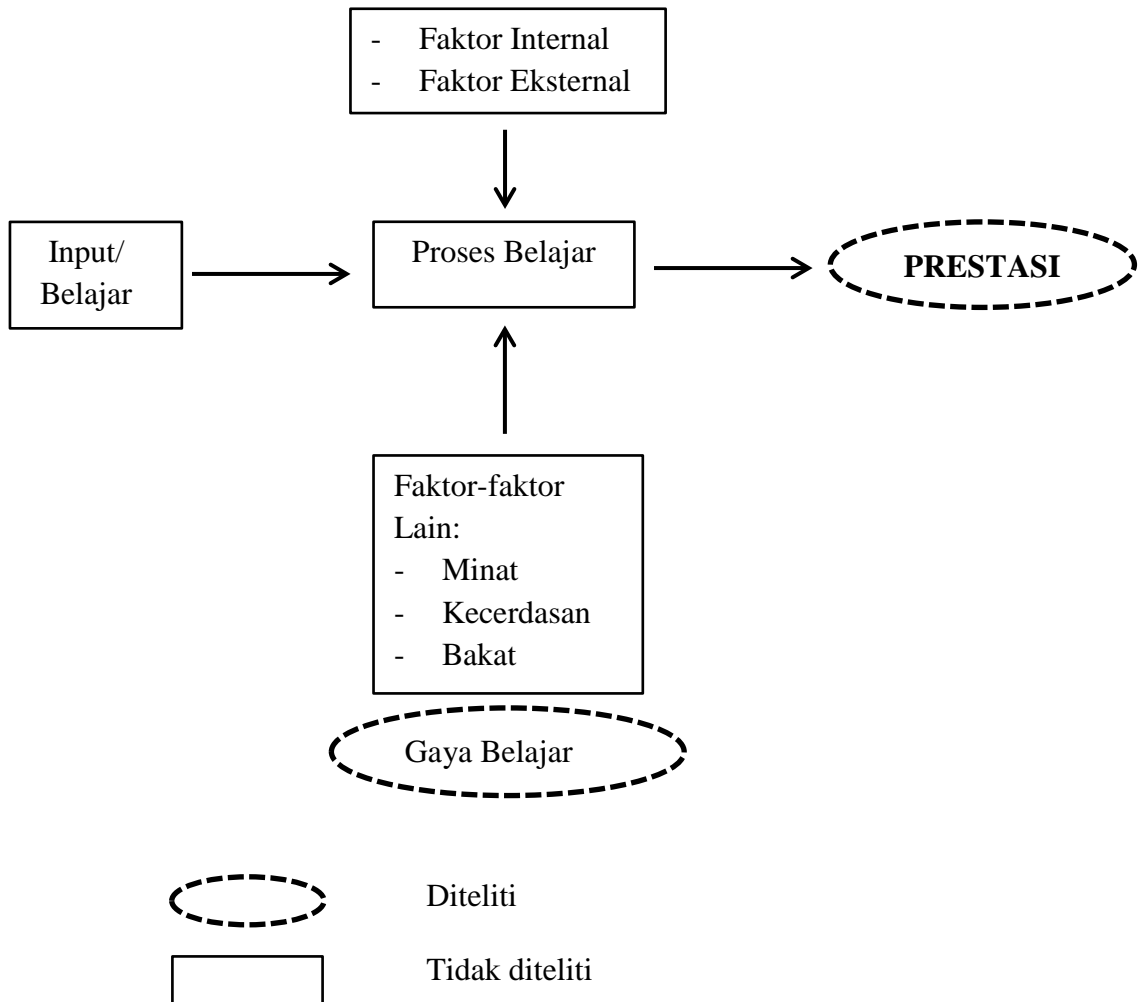 - Faktor Internal
- Faktor Eksternal
Input/
Belajar
Proses Belajar
PRESTASI
Faktor-faktor
Lain:
- Minat
- Kecerdasan
- Bakat
Gaya Belajar
Diteliti
Tidak diteliti